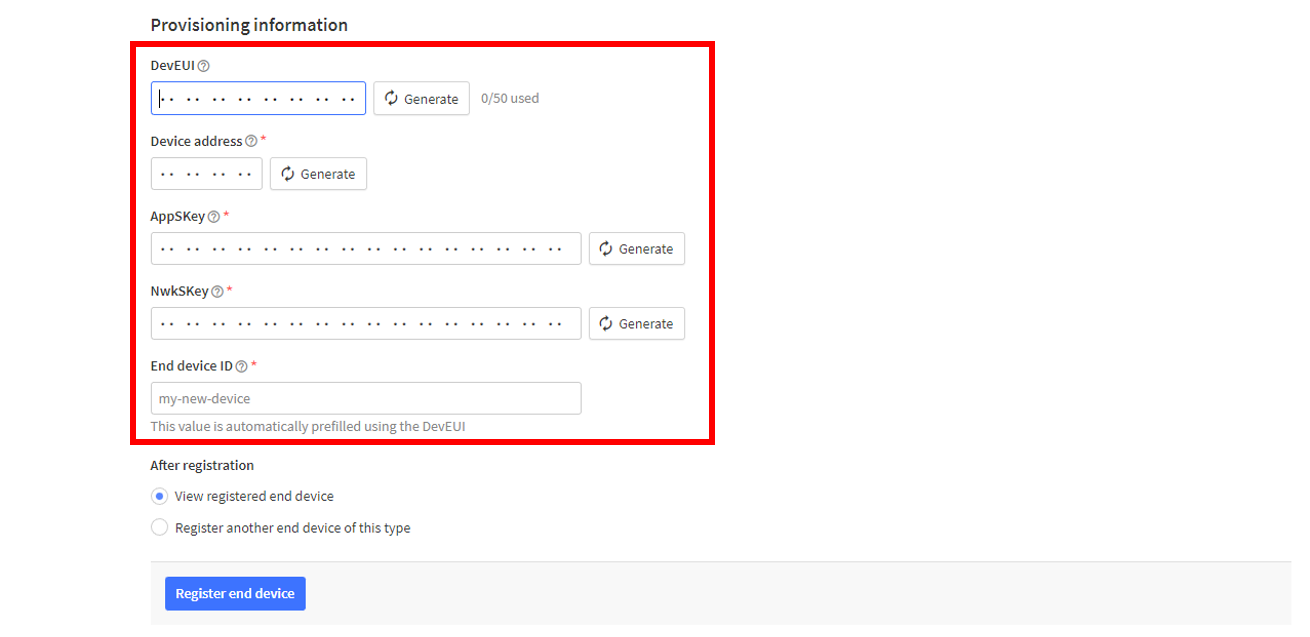 Provisioning information
DevEUI
·· ·· ·· ·· ·· ·· ·· ·· Generate 0/50 used
Device address *
·· ·· ·· ·· Generate
AppSKey *
·· ·· ·· ·· ·· ·· ·· ·· ·· ·· ·· ·· ·· ·· ·· ·· Generate
NwkSKey *
·· ·· ·· ·· ·· ·· ·· ·· ·· ·· ·· ·· ·· ·· ·· ·· Generate
End device ID *
my-new-device
This value is automatically prefilled using the DevEUI
After registration
View registered end device
Register another end device of this type
Register end device